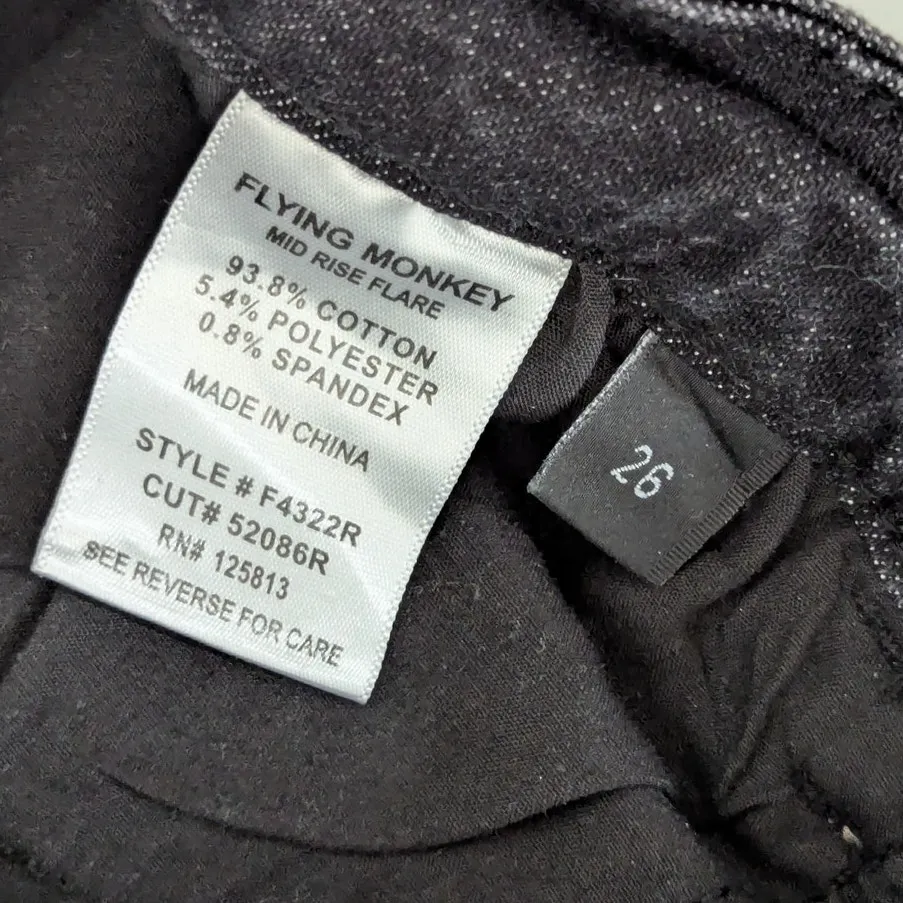 FLYING MONKEY
MID RISE FLARE
93.8% COTTON
5.4% POLYESTER
0.8% SPANDEX
MADE IN CHINA
STYLE # F4322R
CUT# 52086R
RN# 125813
SEE REVERSE FOR CARE
26